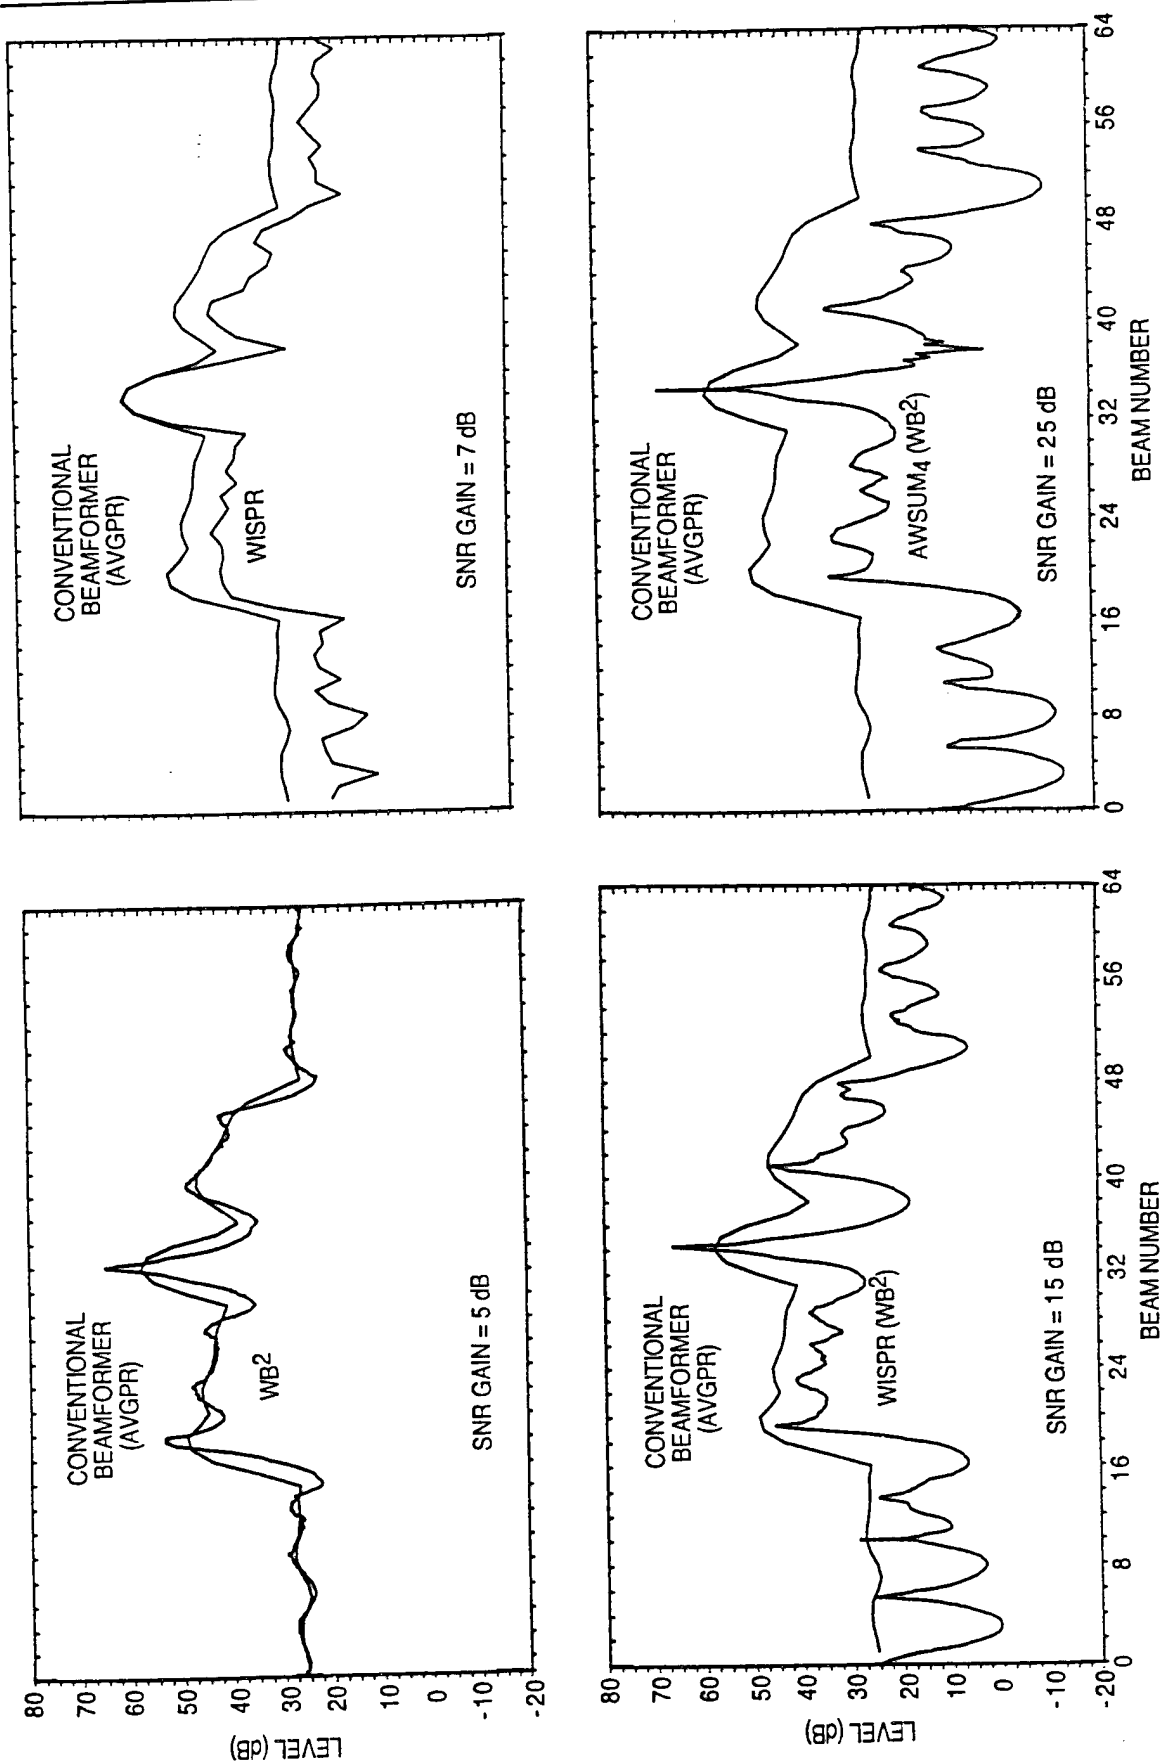 LEVEL (dB)
80
70
60
50
40
30
20
10
0
-10
-20
CONVENTIONAL
BEAMFORMER
(AVGPR)
WB²
SNR GAIN = 5 dB
CONVENTIONAL
BEAMFORMER
(AVGPR)
WISPR
SNR GAIN = 7 dB
LEVEL (dB)
80
70
60
50
40
30
20
10
0
-10
-20
CONVENTIONAL
BEAMFORMER
(AVGPR)
WISPR (WB²)
SNR GAIN = 15 dB
0 8 16 24 32 40 48 56 64
BEAM NUMBER
CONVENTIONAL
BEAMFORMER
(AVGPR)
AWSUM₄ (WB²)
SNR GAIN = 25 dB
0 8 16 24 32 40 48 56 64
BEAM NUMBER